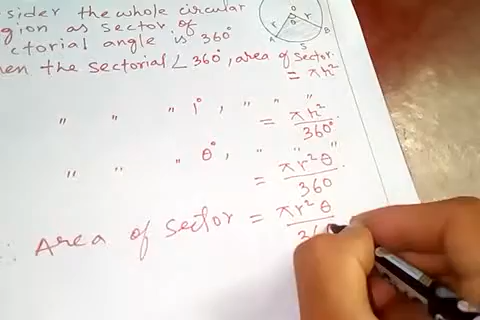 sider the whole circular
gion as sector of
ctorial angle is 360°
en the sectorial ∠360°, area of sector
= πr²
" " " 1°, " " "
= πr²/360°.
" " " θ°, " " "
= πr²θ/360.
∴ Area of sector = πr²θ/36
O
r r
A B
S